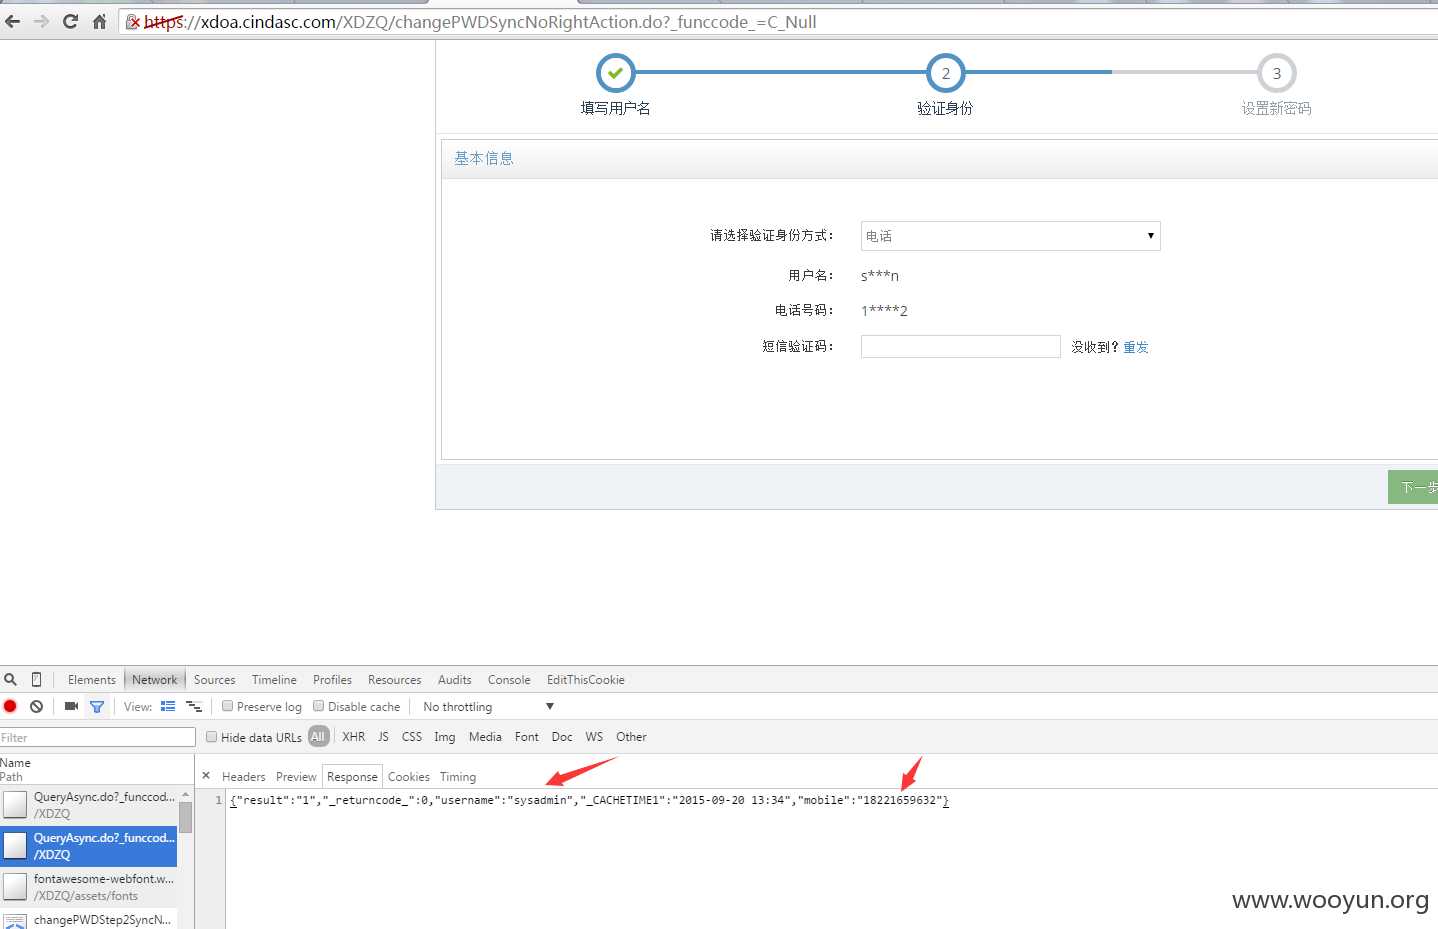 https://xdoa.cindasc.com/XDZQ/changePWDSyncNoRightAction.do?_funccode_=C_Null
2 3
填写用户名 验证身份 设置新密码
基本信息
请选择验证身份方式： 电话
用户名： s***n
电话号码： 1****2
短信验证码： 没收到？重发
下一步
Elements Network Sources Timeline Profiles Resources Audits Console EditThisCookie
View: Preserve log Disable cache No throttling
Filter Hide data URLs All XHR JS CSS Img Media Font Doc WS Other
Name
Path
× Headers Preview Response Cookies Timing
QueryAsync.do?_funccod...
/XDZQ
1 {"result":"1","_returncode_":0,"username":"sysadmin","_CACHETIME1":"2015-09-20 13:34","mobile":"18221659632"}
QueryAsync.do?_funccod...
/XDZQ
fontawesome-webfont.w...
/XDZQ/assets/fonts
changePWDStep2SyncN...
www.wooyun.org